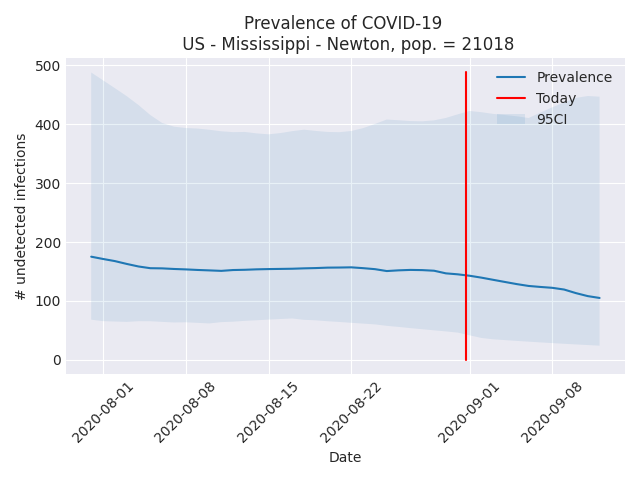 Prevalence of COVID-19
US - Mississippi - Newton, pop. = 21018
500
400
300
200
100
0
# undetected infections
Prevalence
Today
95CI
2020-08-01
2020-08-08
2020-08-15
2020-08-22
2020-09-01
2020-09-08
Date